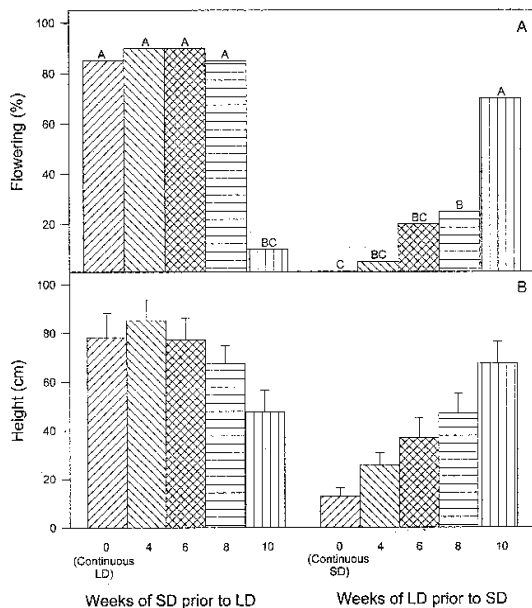 A
100
80
60
40
20
Flowering (%)
A A A A BC C BC BC B A
B
100
80
60
40
20
0
Height (cm)
0 4 6 8 10 0 4 6 8 10
(Continuous LD) (Continuous SD)
Weeks of SD prior to LD Weeks of LD prior to SD